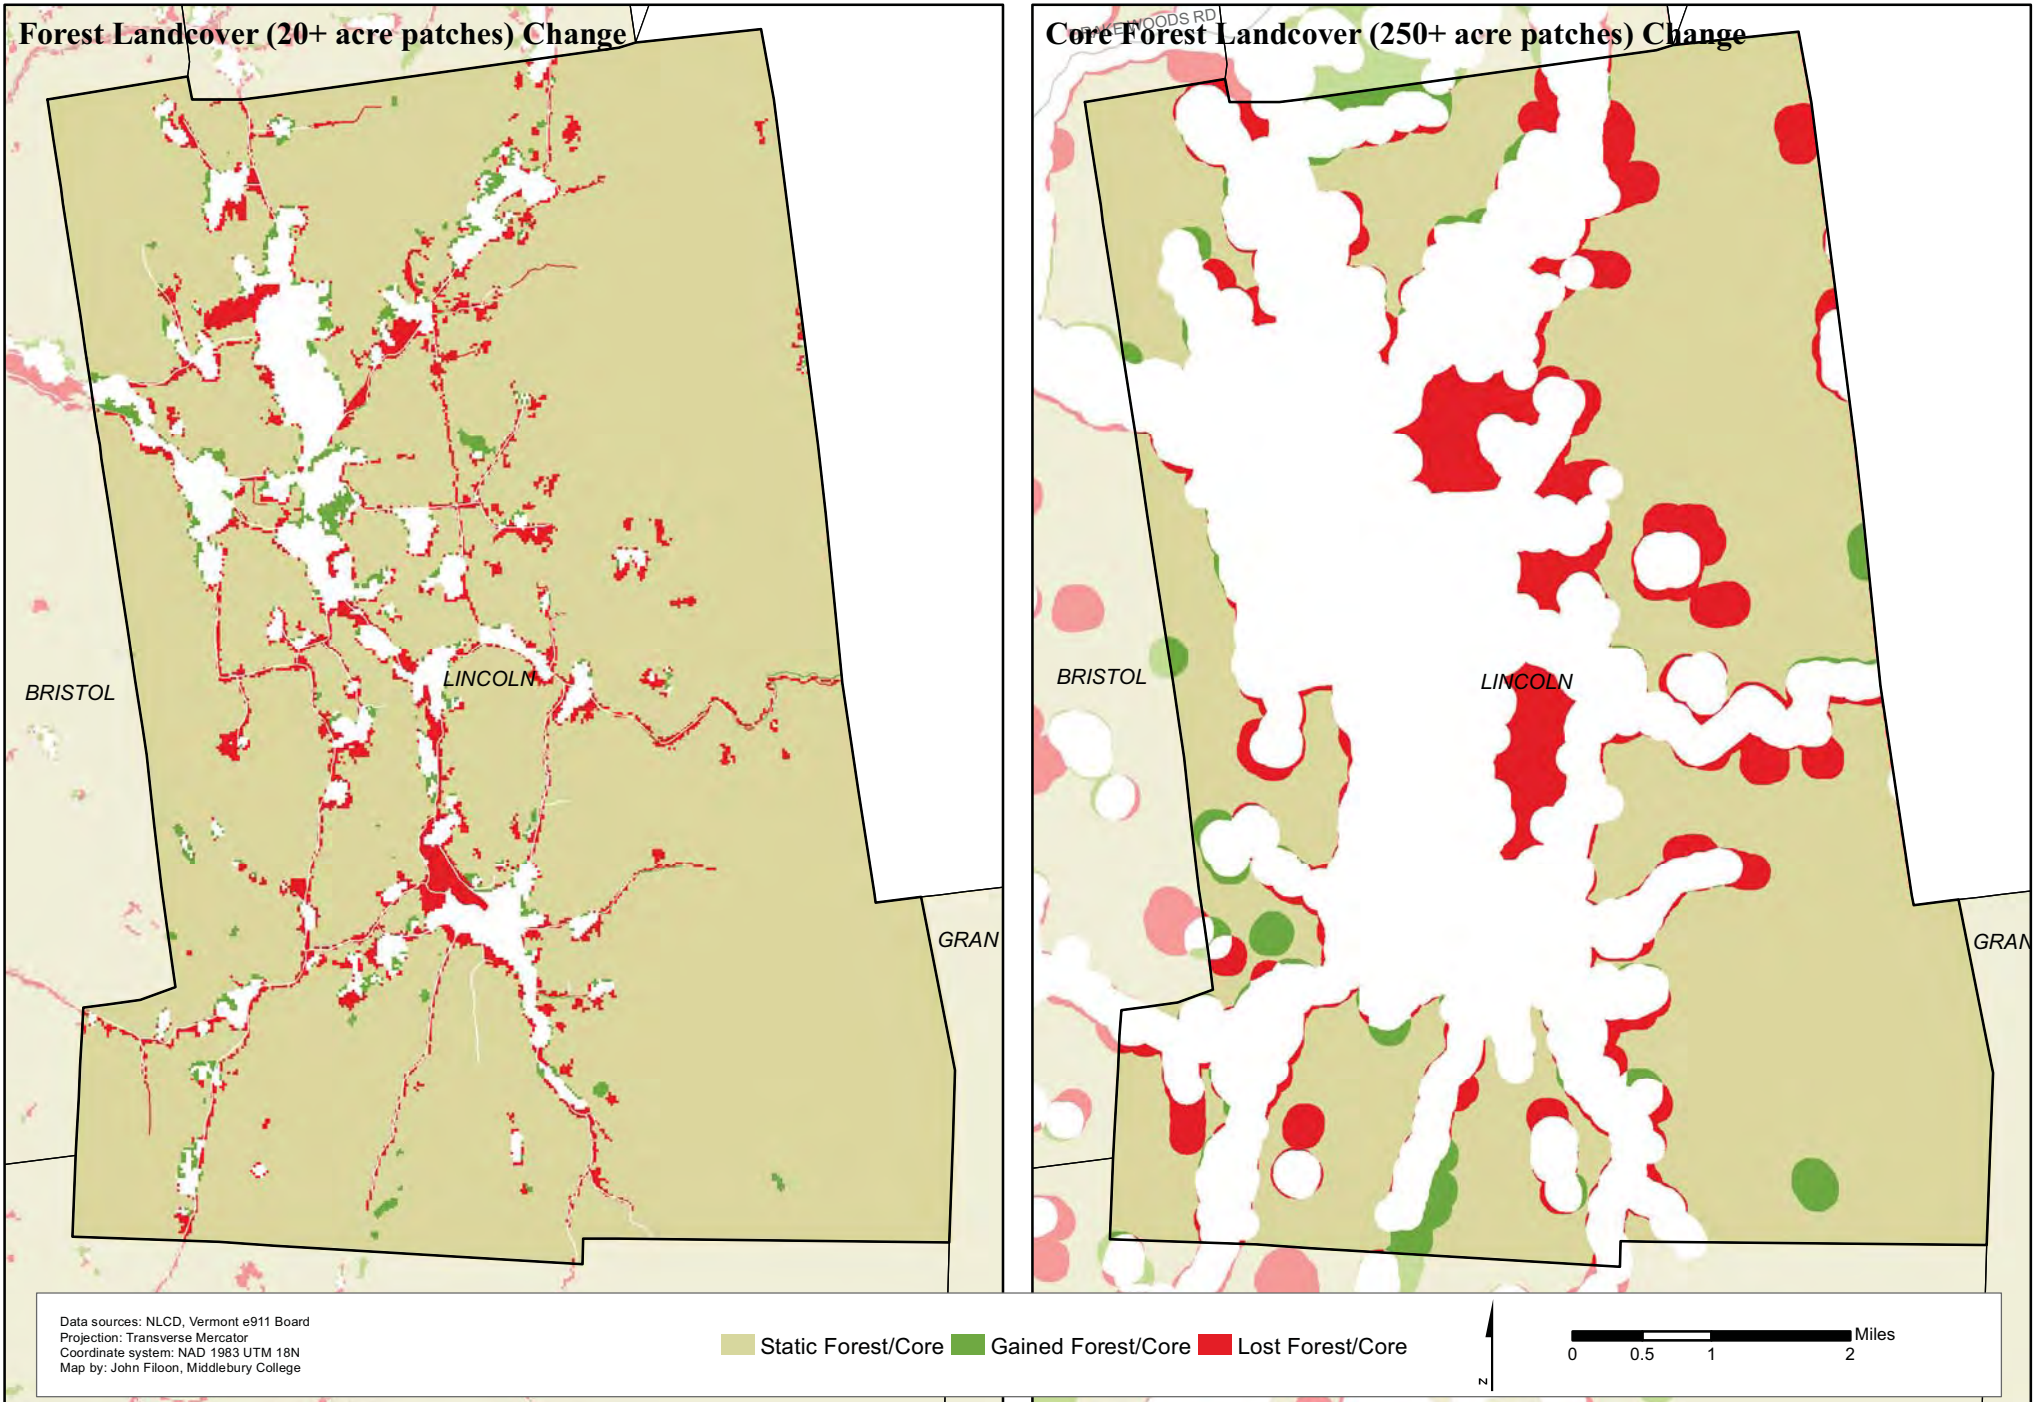 Forest Landcover (20+ acre patches) Change
BRISTOL
LINCOLN
GRAN
WOODS RD
Core Forest Landcover (250+ acre patches) Change
BRISTOL
LINCOLN
GRAN
Data sources: NLCD, Vermont e911 Board
Projection: Transverse Mercator
Coordinate system: NAD 1983 UTM 18N
Map by: John Filoon, Middlebury College
Static Forest/Core
Gained Forest/Core
Lost Forest/Core
z
Miles
0 0.5 1 2